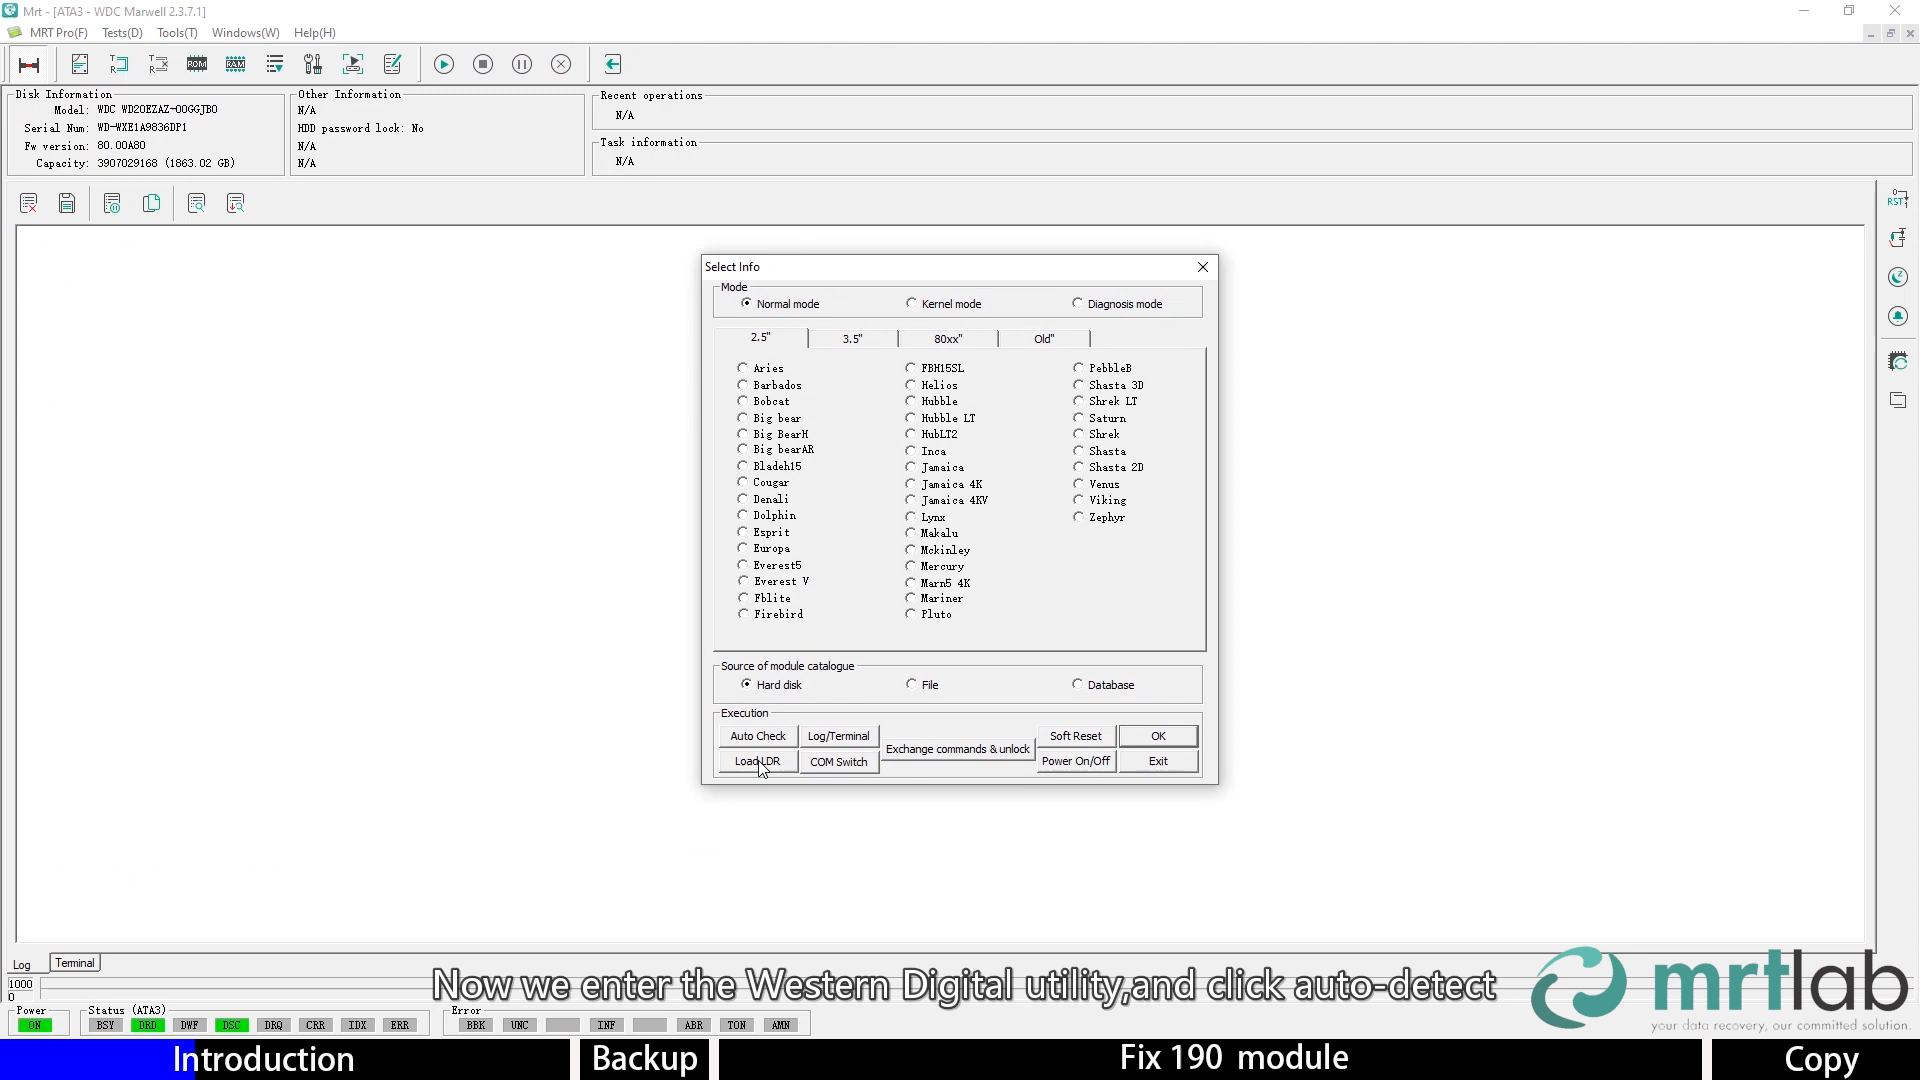 Mrt - [ATA3 - WDC Marwell 2.3.7.1]
MRT Pro(F) Tests(D) Tools(T) Windows(W) Help(H)
T R T R ROM RAM
Disk Information
Model: WDC WD20EZAZ-00GGJB0
Serial Num: WD-WXE1A9836DP1
Fw version: 80.00A80
Capacity: 3907029168 (1863.02 GB)
Other Information
N/A
HDD password lock: No
N/A
N/A
Recent operations
N/A
Task information
N/A
RST
Select Info
Mode
Normal mode Kernel mode Diagnosis mode
2.5" 3.5" 80xx" Old"
Aries FBH15SL PebbleB
Barbados Helios Shasta 3D
Bobcat Hubble Shrek LT
Big bear Hubble LT Saturn
Big BearH HubLT2 Shrek
Big bearAR Inca Shasta
Bladeh15 Jamaica Shasta 2D
Cougar Jamaica 4K Venus
Denali Jamaica 4KV Viking
Dolphin Lynx Zephyr
Esprit Makalu
Europa Mckinley
Everest5 Mercury
Everest V Marn5 4K
Fblite Mariner
Firebird Pluto
Source of module catalogue
Hard disk File Database
Execution
Auto Check Log/Terminal Exchange commands & unlock Soft Reset OK
Load LDR COM Switch Power On/Off Exit
Log Terminal
1000
0
Now we enter the Western Digital utility,and click auto-detect
mrtlab
your data recovery, our committed solution.
Power
ON
Status (ATA3)
BSY DRD DWF DSC DRQ CRR IDX ERR
Error
BBK UNC INF ABR TON AMN
Introduction Backup Fix 190 module Copy